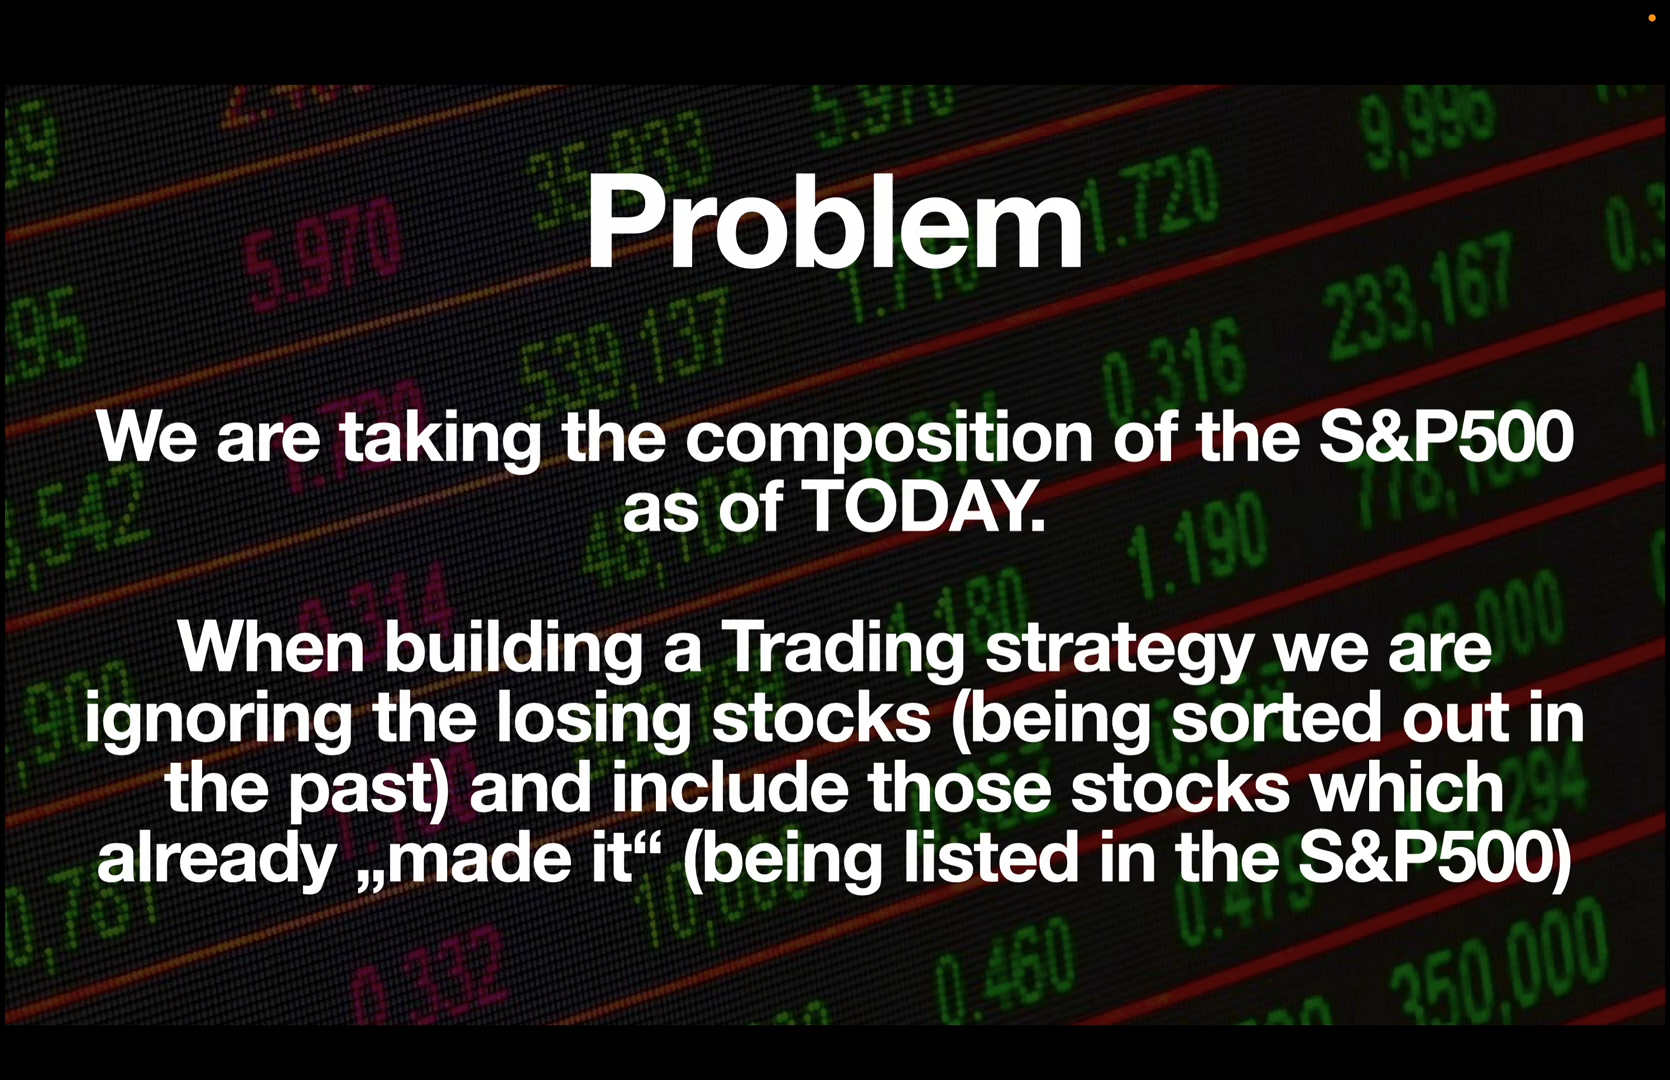 Problem
We are taking the composition of the S&P500
as of TODAY.
When building a Trading strategy we are
ignoring the losing stocks (being sorted out in
the past) and include those stocks which
already „made it“ (being listed in the S&P500)